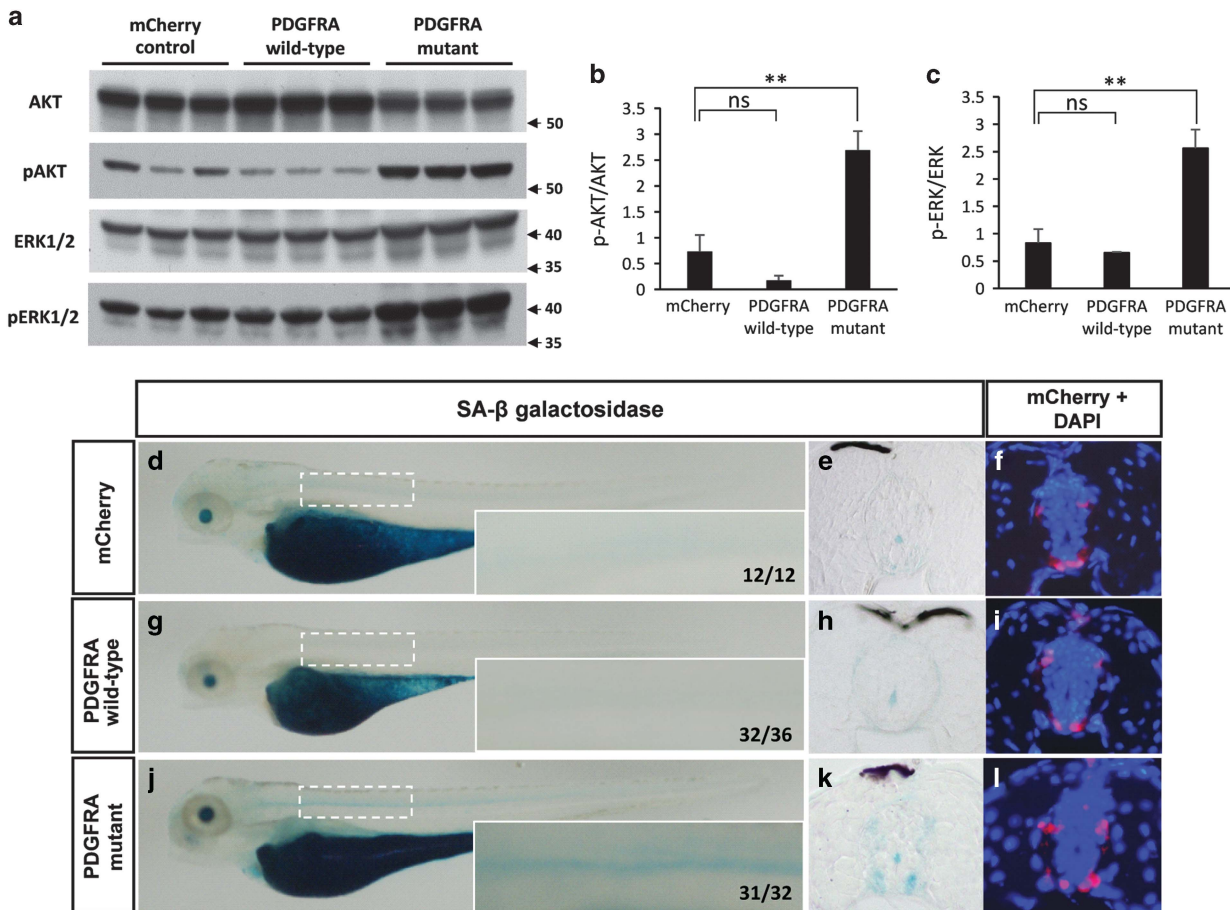 a
mCherry control
PDGFRA wild-type
PDGFRA mutant
AKT
50
pAKT
50
ERK1/2
40
35
pERK1/2
40
35
b
**
ns
p-AKT/AKT
3.5
3
2.5
2
1.5
1
0.5
0
mCherry
PDGFRA wild-type
PDGFRA mutant
c
**
ns
p-ERK/ERK
3.5
3
2.5
2
1.5
1
0.5
0
mCherry
PDGFRA wild-type
PDGFRA mutant
SA-β galactosidase
mCherry + DAPI
mCherry
d
12/12
e
f
PDGFRA wild-type
g
32/36
h
i
PDGFRA mutant
j
31/32
k
l